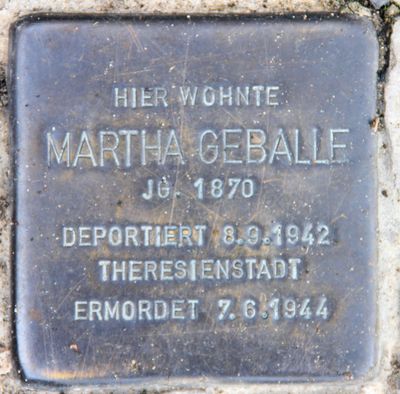 HIER WOHNTE
MARTHA GEBALLE
JG. 1870
DEPORTIERT 8.9.1942
THERESIENSTADT
ERMORDET 7.6.1944